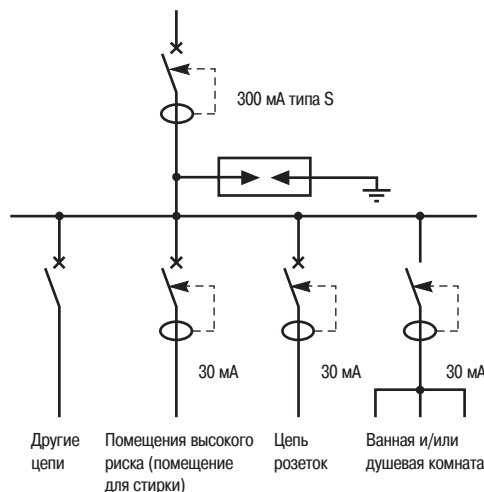 300 мА типа S
30 мА
30 мА
30 мА
Другие
цепи
Помещения высокого
риска (помещение
для стирки)
Цепь
розеток
Ванная и/или
душевая комната